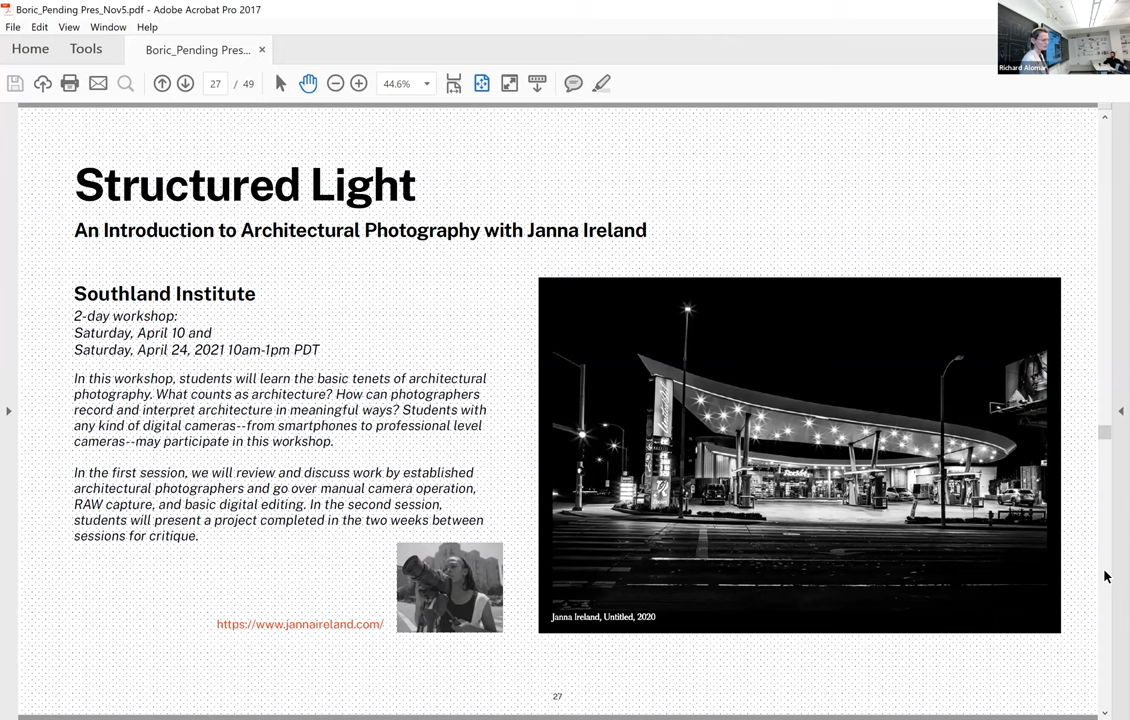 Boric_Pending Pres_Nov5.pdf - Adobe Acrobat Pro 2017
File Edit View Window Help
Home Tools Boric_Pending Pres... ×
27 / 49 44.6%
Richard Alomar
Structured Light
An Introduction to Architectural Photography with Janna Ireland
Southland Institute
2-day workshop:
Saturday, April 10 and
Saturday, April 24, 2021 10am-1pm PDT
In this workshop, students will learn the basic tenets of architectural
photography. What counts as architecture? How can photographers
record and interpret architecture in meaningful ways? Students with
any kind of digital cameras--from smartphones to professional level
cameras--may participate in this workshop.
In the first session, we will review and discuss work by established
architectural photographers and go over manual camera operation,
RAW capture, and basic digital editing. In the second session,
students will present a project completed in the two weeks between
sessions for critique.
https://www.jannaireland.com/
Janna Ireland, Untitled, 2020
27